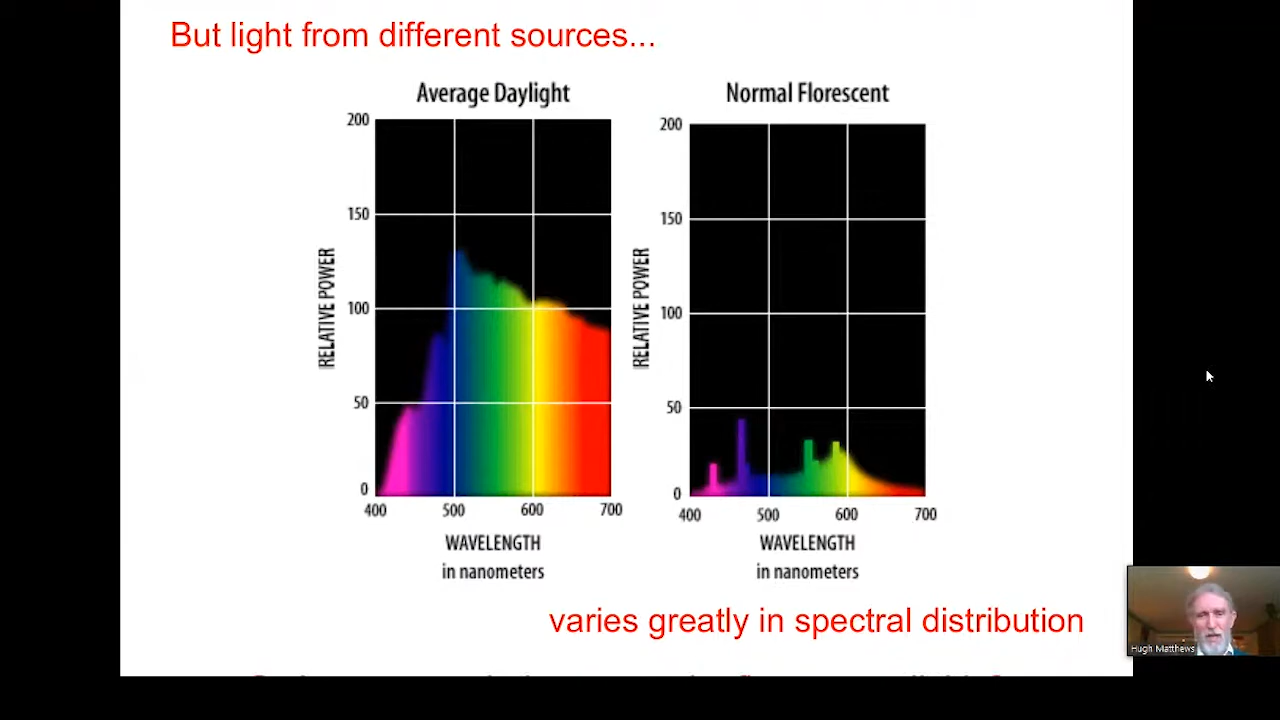 But light from different sources...
Average Daylight
Normal Florescent
200
150
100
50
0
RELATIVE POWER
400 500 600 700
WAVELENGTH
in nanometers
200
150
100
50
0
RELATIVE POWER
400 500 600 700
WAVELENGTH
in nanometers
varies greatly in spectral distribution
Hugh Matthews